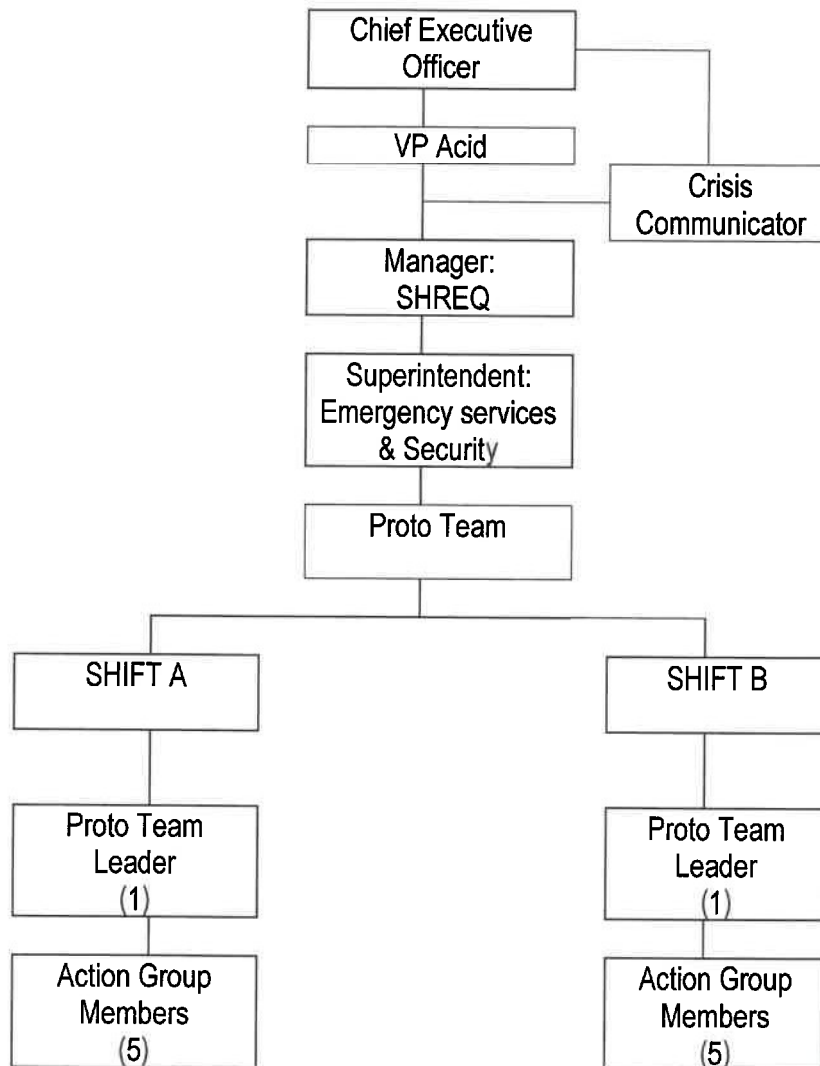 Chief Executive
Officer
VP Acid
Crisis
Communicator
Manager:
SHREQ
Superintendent:
Emergency services
& Security
Proto Team
SHIFT A
SHIFT B
Proto Team
Leader
(1)
Proto Team
Leader
(1)
Action Group
Members
(5)
Action Group
Members
(5)